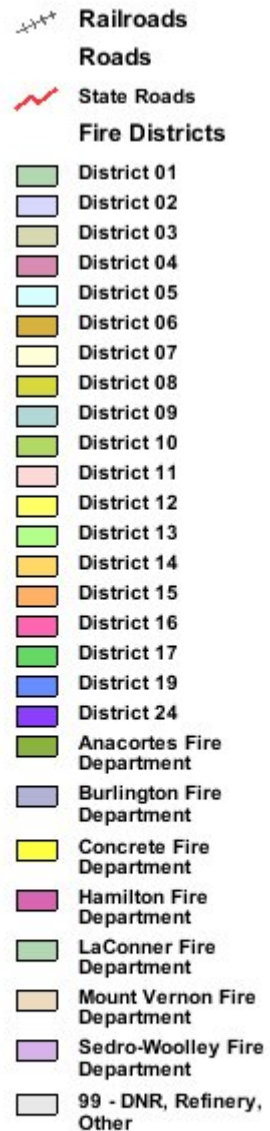 Railroads
Roads
State Roads
Fire Districts
District 01
District 02
District 03
District 04
District 05
District 06
District 07
District 08
District 09
District 10
District 11
District 12
District 13
District 14
District 15
District 16
District 17
District 19
District 24
Anacortes Fire
Department
Burlington Fire
Department
Concrete Fire
Department
Hamilton Fire
Department
LaConner Fire
Department
Mount Vernon Fire
Department
Sedro-Woolley Fire
Department
99 - DNR, Refinery,
Other